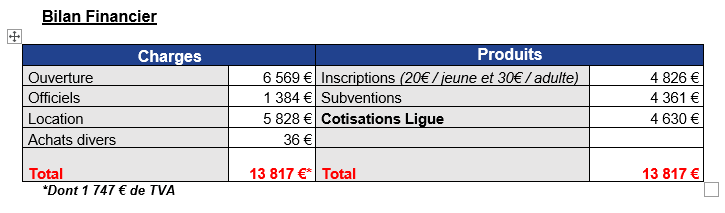 Bilan Financier
Charges Produits
Ouverture 6 569 € Inscriptions (20€ / jeune et 30€ / adulte) 4 826 €
Officiels 1 384 € Subventions 4 361 €
Location 5 828 € Cotisations Ligue 4 630 €
Achats divers 36 €
Total 13 817 €* Total 13 817 €
*Dont 1 747 € de TVA